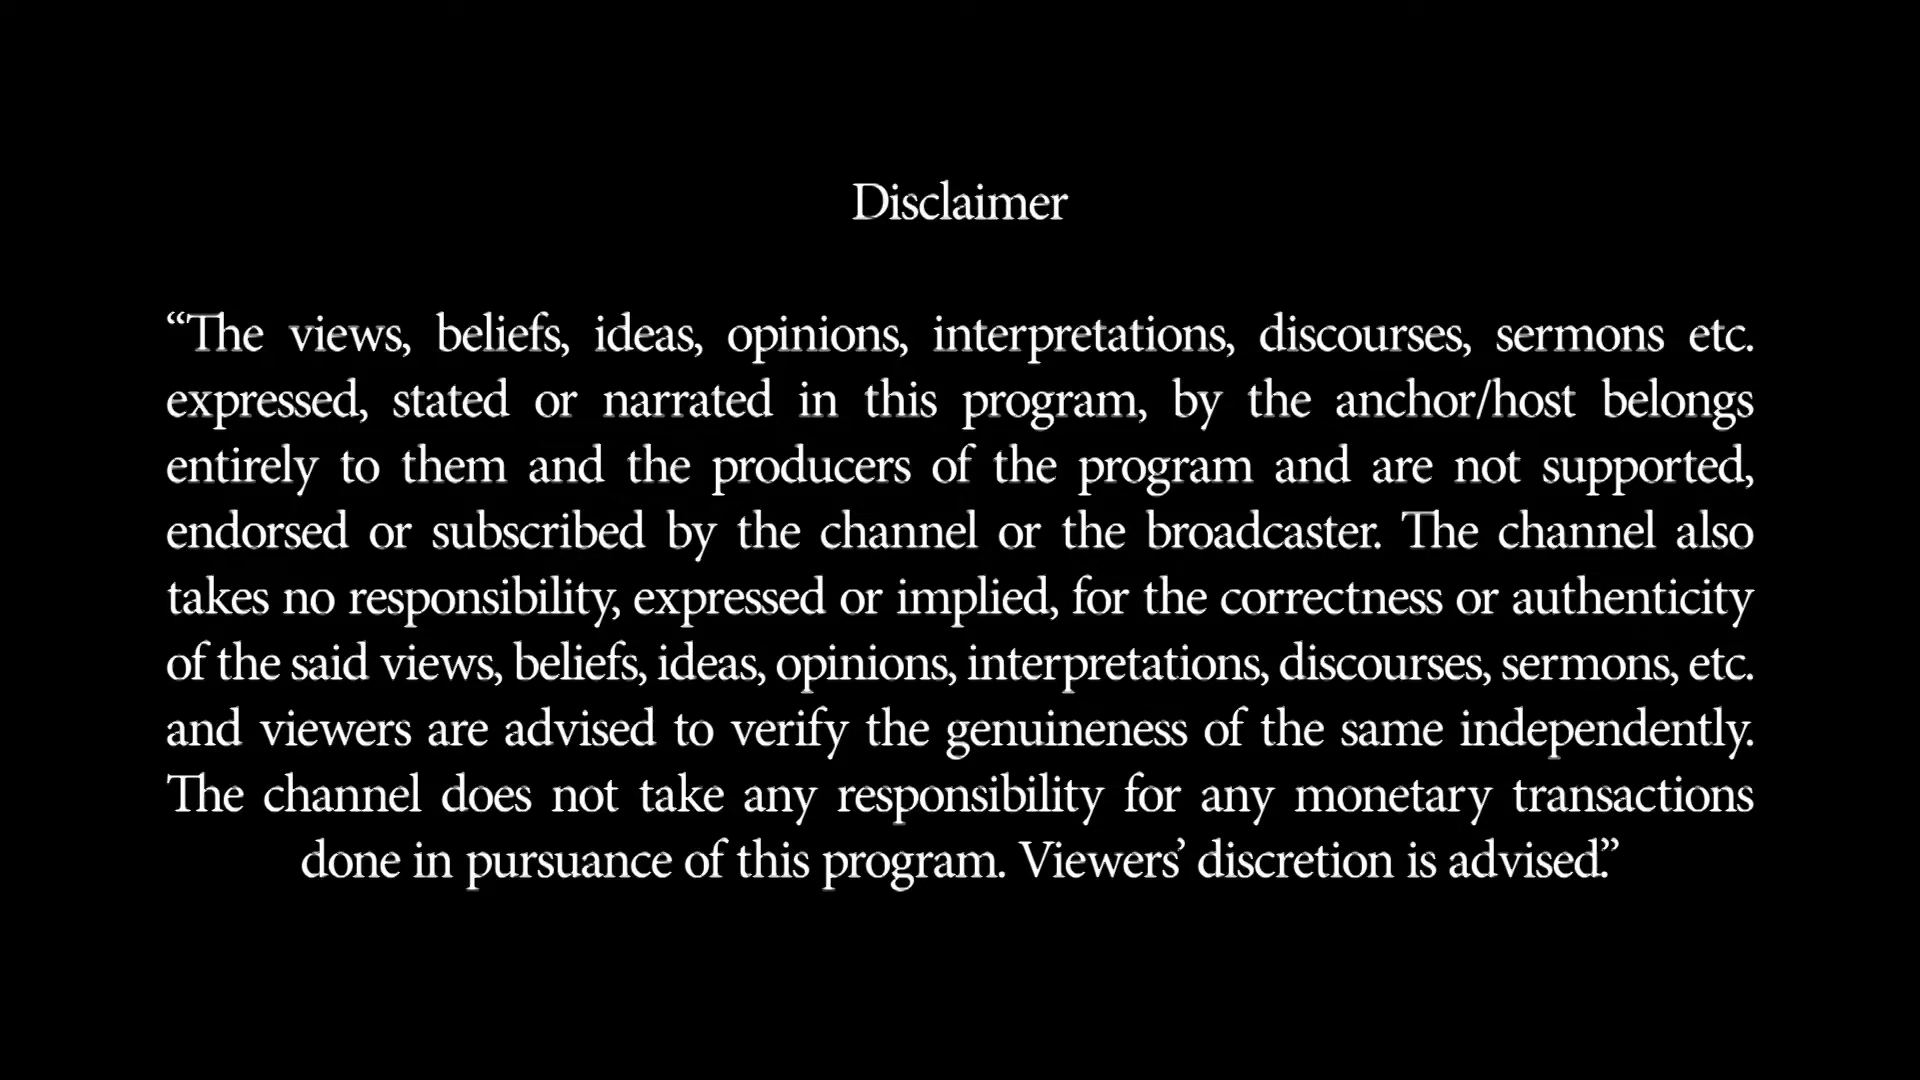 Disclaimer
“The views, beliefs, ideas, opinions, interpretations, discourses, sermons etc.
expressed, stated or narrated in this program, by the anchor/host belongs
entirely to them and the producers of the program and are not supported,
endorsed or subscribed by the channel or the broadcaster. The channel also
takes no responsibility, expressed or implied, for the correctness or authenticity
of the said views, beliefs, ideas, opinions, interpretations, discourses, sermons, etc.
and viewers are advised to verify the genuineness of the same independently.
The channel does not take any responsibility for any monetary transactions
done in pursuance of this program. Viewers’ discretion is advised.”